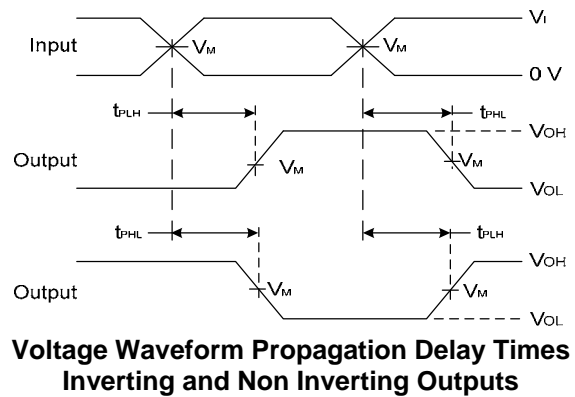 VI
Input VM VM
0 V
tPLH tPHL
VOH
Output VM VM
VOL
tPHL tPLH
VOH
Output VM VM
VOL
Voltage Waveform Propagation Delay Times
Inverting and Non Inverting Outputs